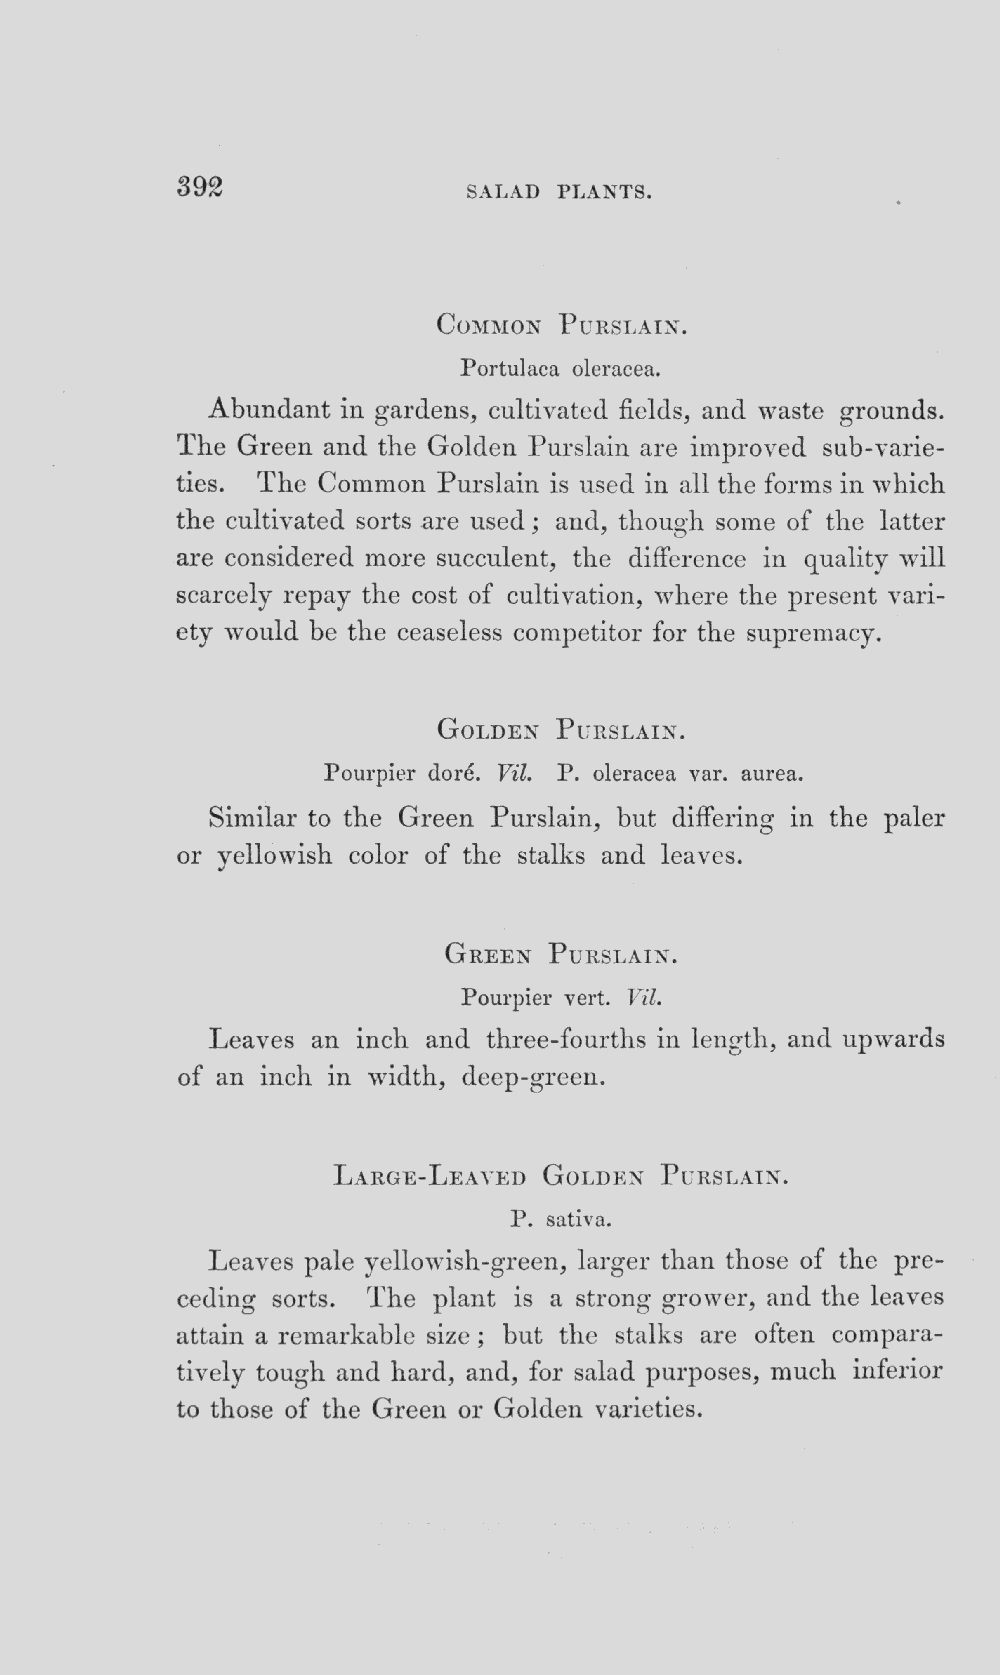 392 SALAD PLANTS.
COMMON PURSLAIN.
Portulaca oleracea.
Abundant in gardens, cultivated fields, and waste grounds.
The Green and the Golden Purslain are improved sub-varie-
ties. The Common Purslain is used in all the forms in which
the cultivated sorts are used; and, though some of the latter
are considered more succulent, the difference in quality will
scarcely repay the cost of cultivation, where the present vari-
ety would be the ceaseless competitor for the supremacy.
GOLDEN PURSLAIN.
Pourpier doré. Vil. P. oleracea var. aurea.
Similar to the Green Purslain, but differing in the paler
or yellowish color of the stalks and leaves.
GREEN PURSLAIN.
Pourpier vert. Vil.
Leaves an inch and three-fourths in length, and upwards
of an inch in width, deep-green.
LARGE-LEAVED GOLDEN PURSLAIN.
P. sativa.
Leaves pale yellowish-green, larger than those of the pre-
ceding sorts. The plant is a strong grower, and the leaves
attain a remarkable size; but the stalks are often compara-
tively tough and hard, and, for salad purposes, much inferior
to those of the Green or Golden varieties.